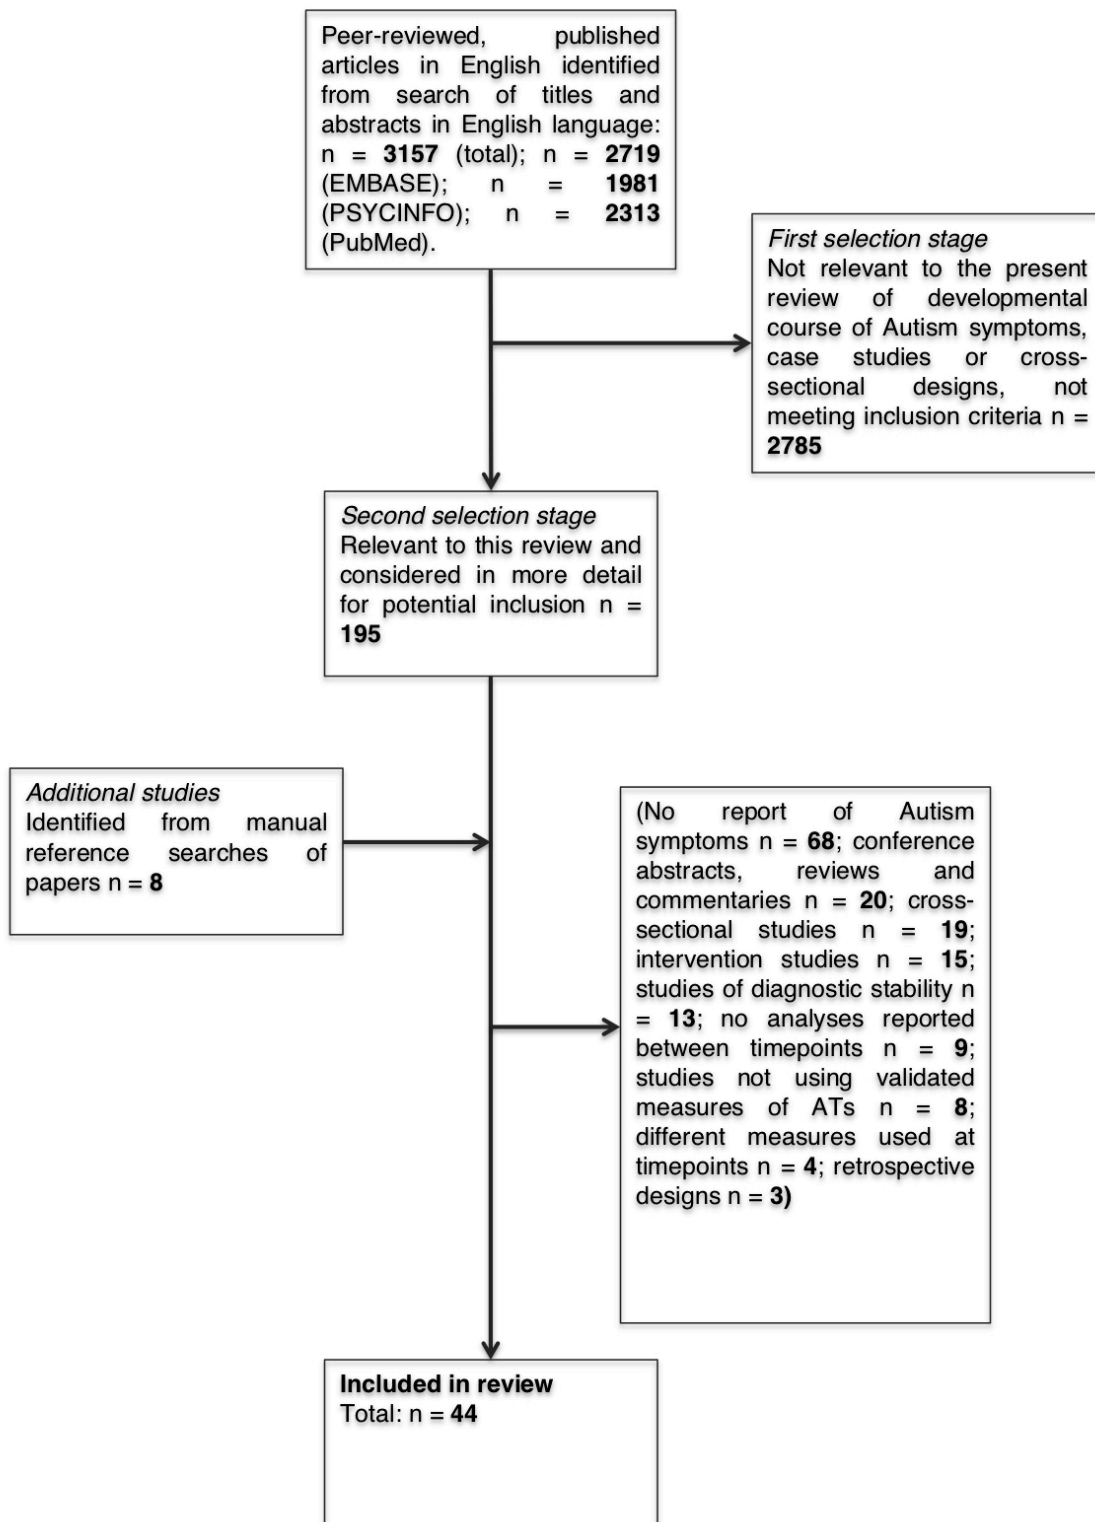 Peer-reviewed, published
articles in English identified
from search of titles and
abstracts in English language:
n = 3157 (total); n = 2719
(EMBASE); n = 1981
(PSYCINFO); n = 2313
(PubMed).
First selection stage
Not relevant to the present
review of developmental
course of Autism symptoms,
case studies or cross-
sectional designs, not
meeting inclusion criteria n =
2785
Second selection stage
Relevant to this review and
considered in more detail
for potential inclusion n =
195
Additional studies
Identified from manual
reference searches of
papers n = 8
(No report of Autism
symptoms n = 68; conference
abstracts, reviews and
commentaries n = 20; cross-
sectional studies n = 19;
intervention studies n = 15;
studies of diagnostic stability n
= 13; no analyses reported
between timepoints n = 9;
studies not using validated
measures of ATs n = 8;
different measures used at
timepoints n = 4; retrospective
designs n = 3)
Included in review
Total: n = 44